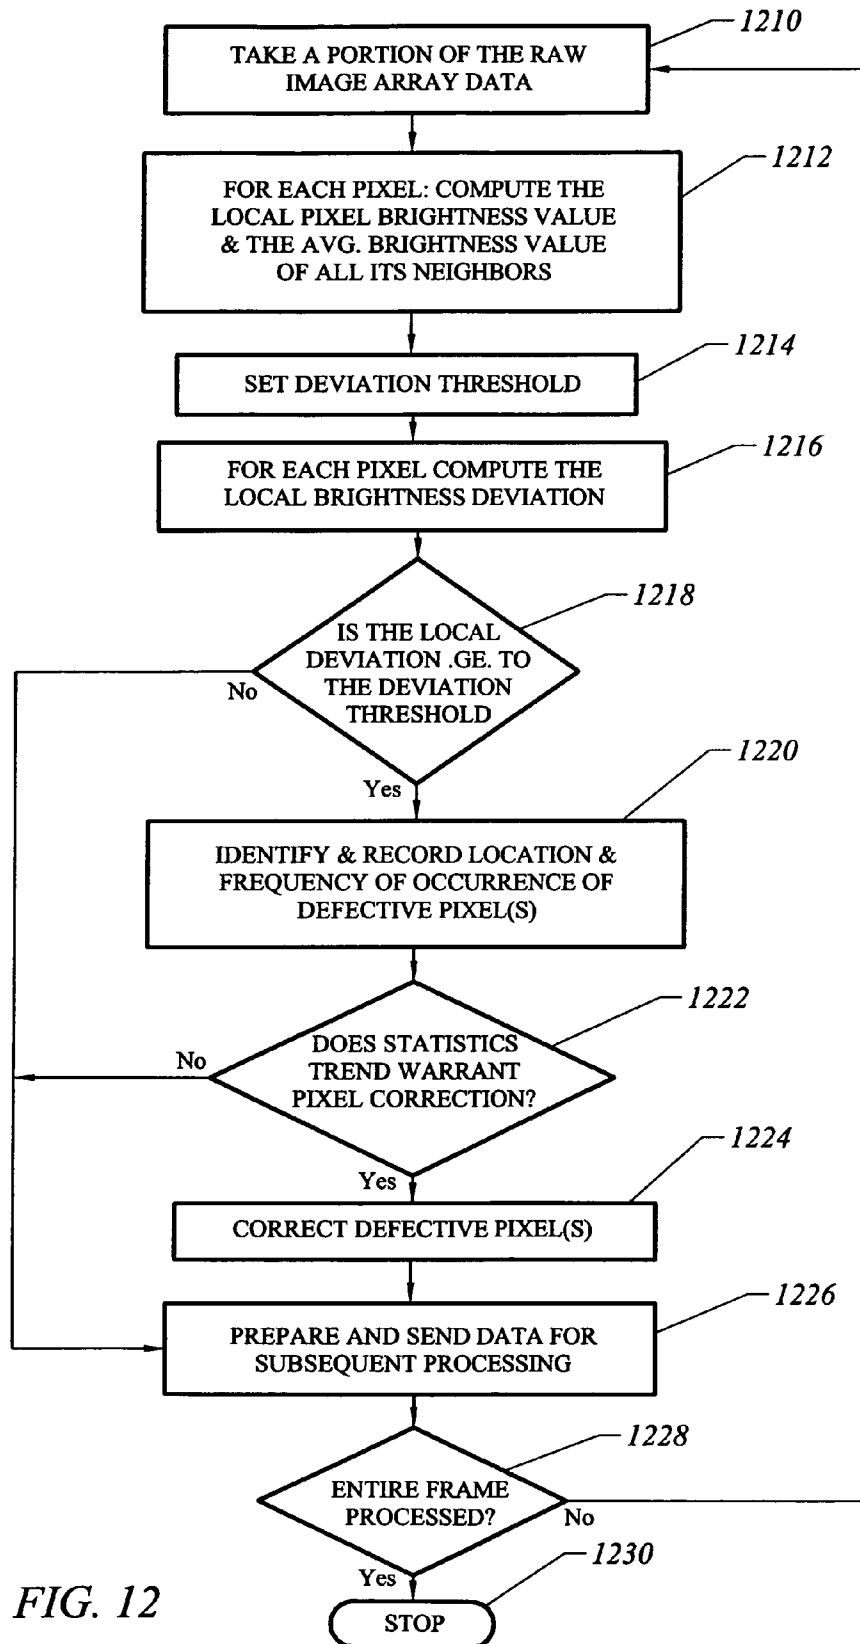 1210
TAKE A PORTION OF THE RAW
IMAGE ARRAY DATA
1212
FOR EACH PIXEL: COMPUTE THE
LOCAL PIXEL BRIGHTNESS VALUE
& THE AVG. BRIGHTNESS VALUE
OF ALL ITS NEIGHBORS
1214
SET DEVIATION THRESHOLD
1216
FOR EACH PIXEL COMPUTE THE
LOCAL BRIGHTNESS DEVIATION
1218
IS THE LOCAL
DEVIATION .GE. TO
THE DEVIATION
THRESHOLD
No
Yes
1220
IDENTIFY & RECORD LOCATION &
FREQUENCY OF OCCURRENCE OF
DEFECTIVE PIXEL(S)
1222
DOES STATISTICS
TREND WARRANT
PIXEL CORRECTION?
No
Yes
1224
CORRECT DEFECTIVE PIXEL(S)
1226
PREPARE AND SEND DATA FOR
SUBSEQUENT PROCESSING
1228
ENTIRE FRAME
PROCESSED?
No
Yes
1230
STOP
FIG. 12